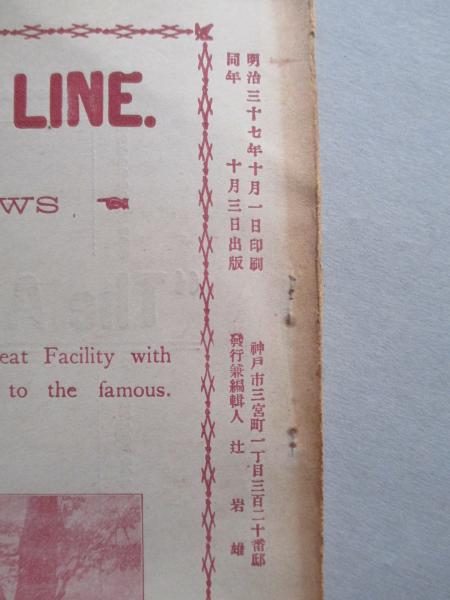 LINE.
WS
eat Facility with
to the famous.
明治三十七年十月一日印刷
同年 十月三日出版
神戸市三宮町一丁目三百二十番邸
發行兼編輯人 辻 岩雄